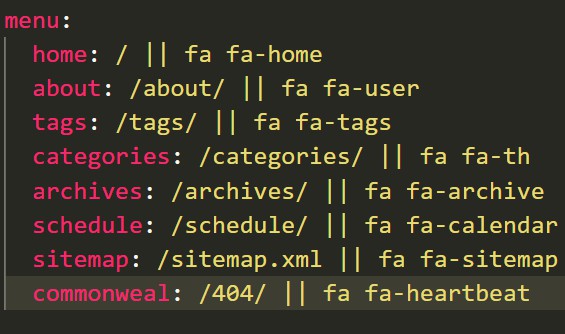 menu:
home: / || fa fa-home
about: /about/ || fa fa-user
tags: /tags/ || fa fa-tags
categories: /categories/ || fa fa-th
archives: /archives/ || fa fa-archive
schedule: /schedule/ || fa fa-calendar
sitemap: /sitemap.xml || fa fa-sitemap
commonweal: /404/ || fa fa-heartbeat